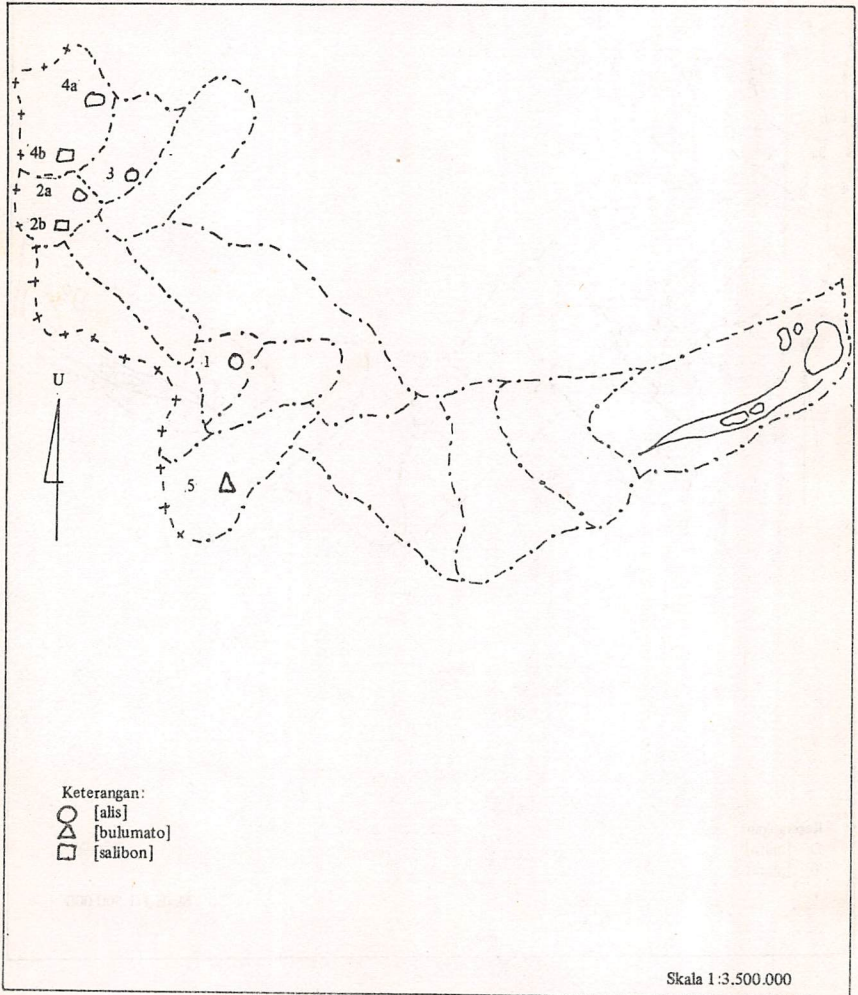 4a
4b
3
2a
2b
1
U
5
Keterangan:
[alis]
[bulumato]
[salibon]
Skala 1:3.500.000